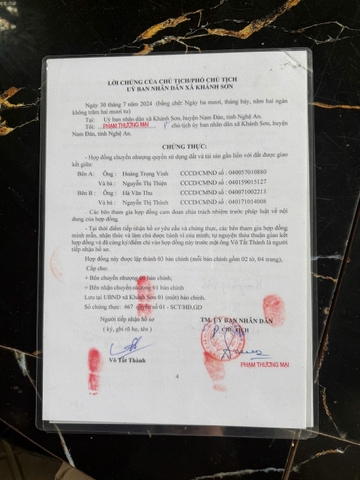 LỜI CHỨNG CỦA CHỦ TỊCH/PHÓ CHỦ TỊCH
UỶ BAN NHÂN DÂN XÃ KHÁNH SƠN
Ngày 30 tháng 7 năm 2024 (bằng chữ: Ngày ba mươi, tháng bảy, năm hai ngàn
không trăm hai mươi tư)
Tại: Uỷ ban nhân dân xã Khánh Sơn, huyện Nam Đàn, tỉnh Nghệ An.
Tôi: PHẠM THƯƠNG MẠI chủ tịch ủy ban nhân dân xã Khánh Sơn, huyện
Nam Đàn, tỉnh Nghệ An.
CHỨNG THỰC:
- Hợp đồng chuyển nhượng quyền sử dụng đất và tài sản gắn liền với đất được giao
kết giữa:
Bên A: Ông : Hoàng Trọng Vinh CCCD/CMND số : 040057010880
Và bà : Nguyễn Thị Thiện CCCD/CMND số : 040159015127
Bên B : Ông : Hà Văn Thu CCCD/CMND số : 040071002213
Và bà : Nguyễn Thị Thách CCCD/CMND số : 040171014008
Các bên tham gia hợp đồng cam đoan chịu trách nhiệm trước pháp luật về nội
dung của hợp đồng.
- Tại thời điểm tiếp nhận hồ sơ yêu cầu và chứng thực, các bên tham gia hợp đồng
minh mẫn, nhận thức và làm chủ được hành vi của mình; tự nguyện thỏa thuận giao kết
hợp đồng và đã cùng ký/điểm chỉ vào hợp đồng này trước mặt ông Võ Tất Thành là người
tiếp nhận hồ sơ.
Hợp đồng này được lập thành 03 bản chính (mỗi bản chính gồm 02 tờ, 04 trang),
Cấp cho:
+ Bên chuyển nhượng 01 bản chính;
+ Bên nhận chuyển nhượng 01 bản chính
Lưu tại UBND xã Khánh Sơn 01 (một) bản chính.
Số chứng thực: 867 quyển số 01 - SCT/HĐ,GD
Người tiếp nhận hồ sơ TM. ỦY BAN NHÂN DÂN
(ký, ghi rõ họ, tên ) CHỦ TỊCH
Võ Tất Thành PHẠM THƯƠNG MẠI
4